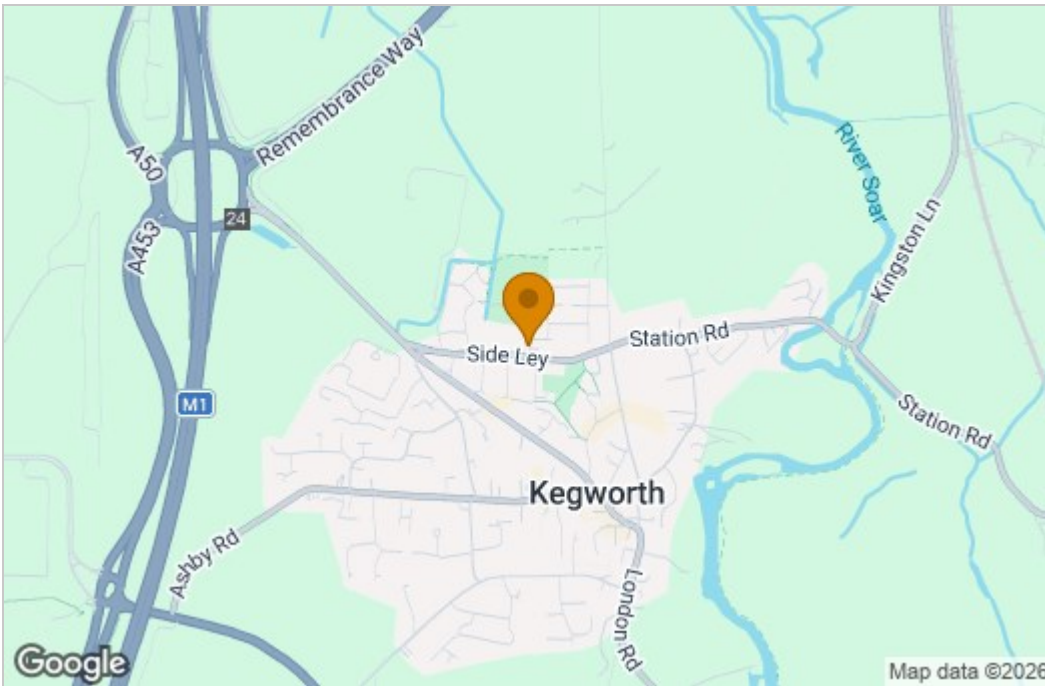 Remembrance Way
A50
24
A453
River Soar
Kingston Ln
Side Ley
Station Rd
M1
Station Rd
Kegworth
Ashby Rd
London Rd
Google
Map data ©2026